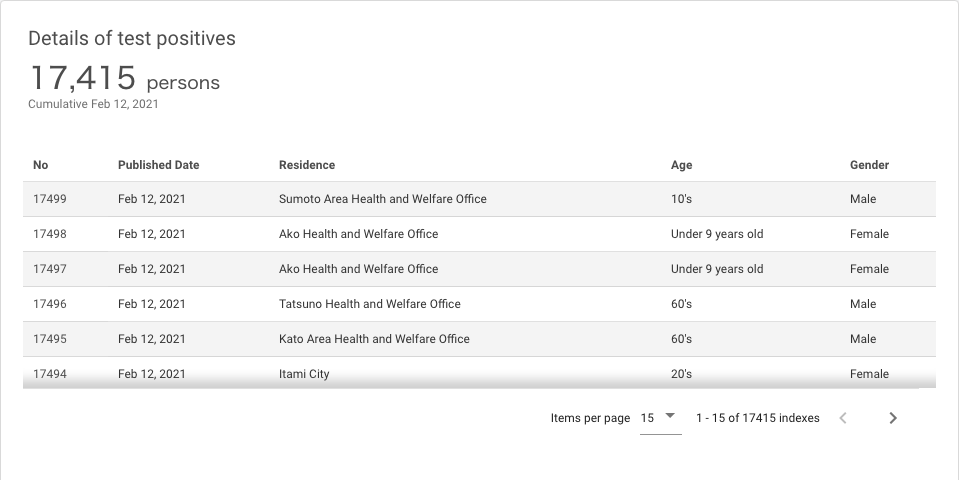 Details of test positives
17,415 persons
Cumulative Feb 12, 2021
No Published Date Residence Age Gender
17499 Feb 12, 2021 Sumoto Area Health and Welfare Office 10's Male
17498 Feb 12, 2021 Ako Health and Welfare Office Under 9 years old Female
17497 Feb 12, 2021 Ako Health and Welfare Office Under 9 years old Female
17496 Feb 12, 2021 Tatsuno Health and Welfare Office 60's Male
17495 Feb 12, 2021 Kato Area Health and Welfare Office 60's Male
17494 Feb 12, 2021 Itami City 20's Female
Items per page 15 1 - 15 of 17415 indexes